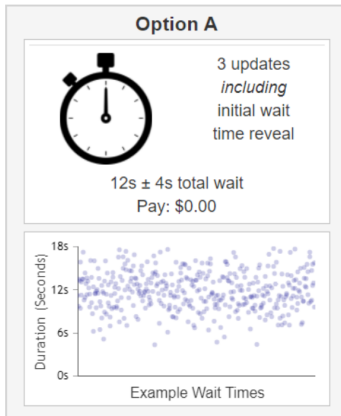 Option A
3 updates
including
initial wait
time reveal
12s ± 4s total wait
Pay: $0.00
Duration (Seconds)
18s
12s
6s
0s
Example Wait Times